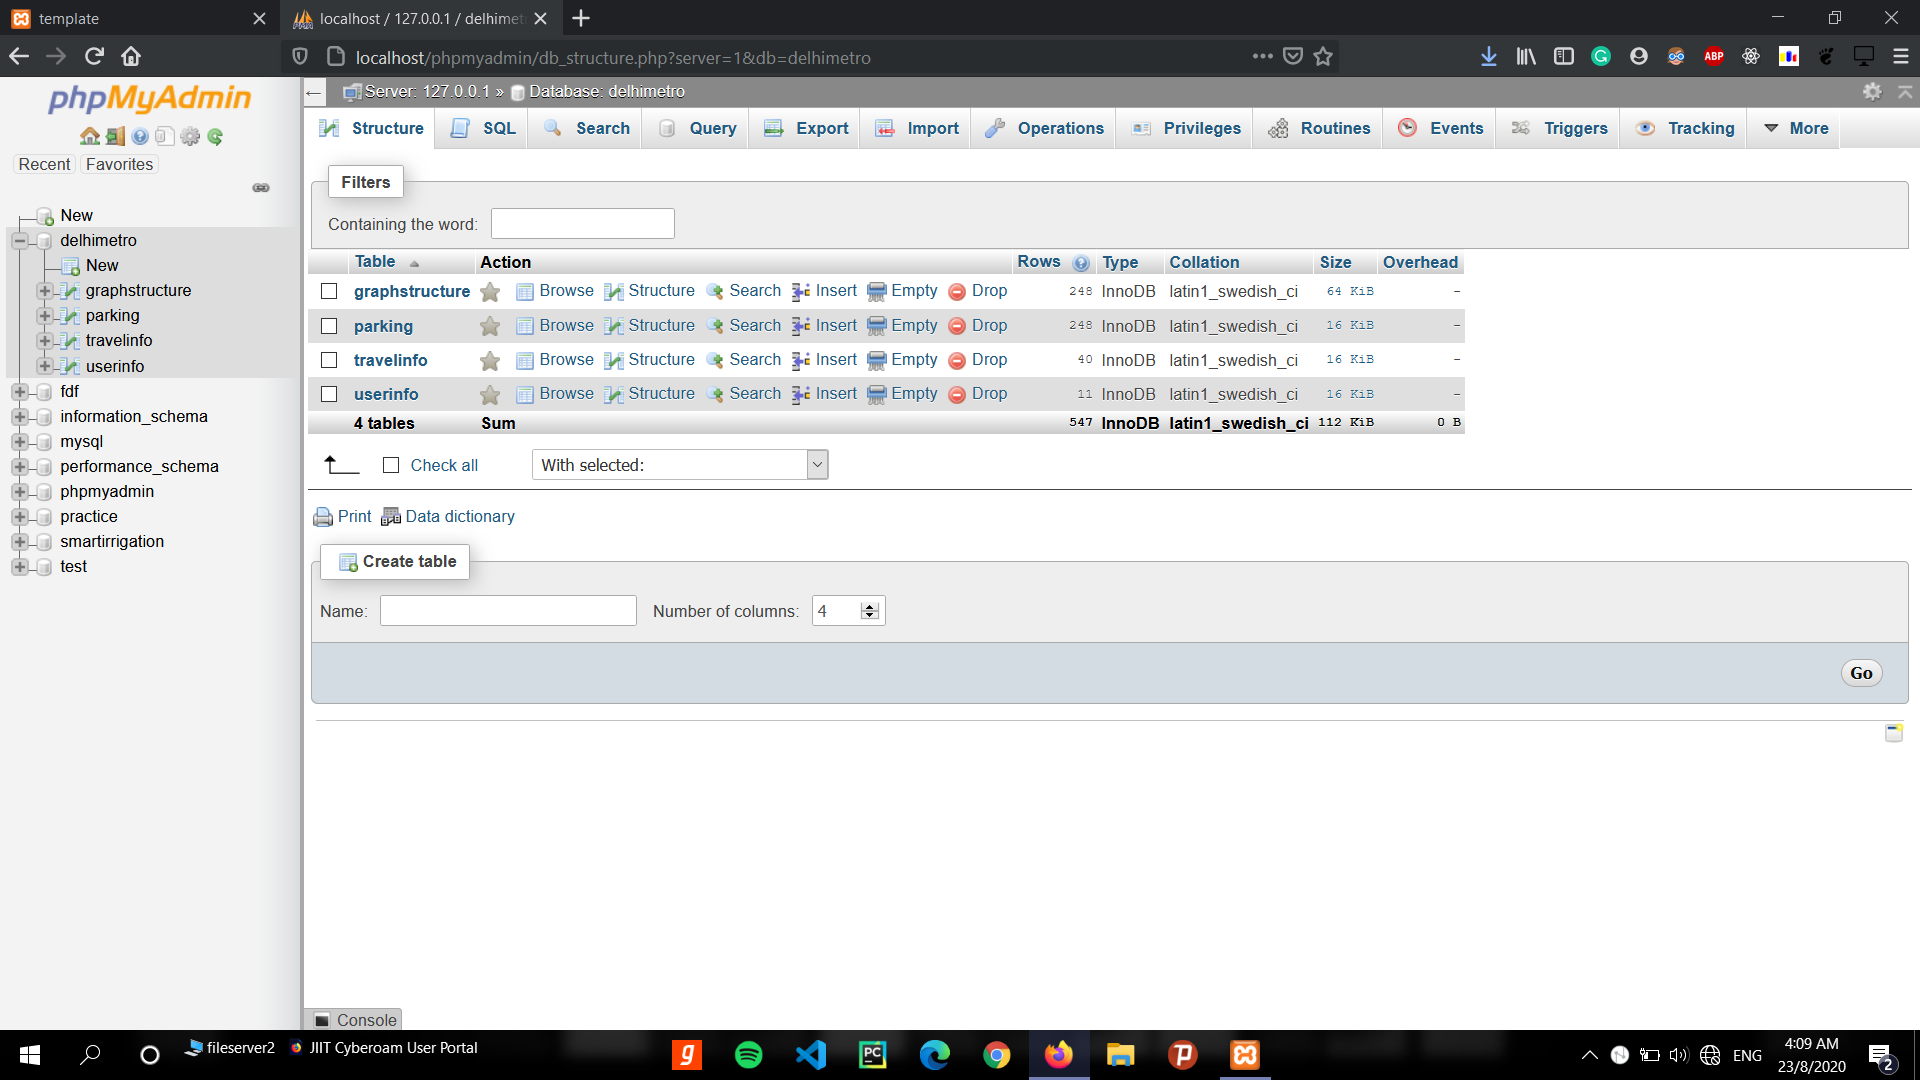 template
localhost / 127.0.0.1 / delhimet
localhost/phpmyadmin/db_structure.php?server=1&db=delhimetro
ABP
phpMyAdmin
Recent Favorites
New
delhimetro
New
graphstructure
parking
travelinfo
userinfo
fdf
information_schema
mysql
performance_schema
phpmyadmin
practice
smartirrigation
test
Server: 127.0.0.1 » Database: delhimetro
Structure SQL Search Query Export Import Operations Privileges Routines Events Triggers Tracking More
Filters
Containing the word:
Table Action Rows Type Collation Size Overhead
graphstructure Browse Structure Search Insert Empty Drop 248 InnoDB latin1_swedish_ci 64 KiB -
parking Browse Structure Search Insert Empty Drop 248 InnoDB latin1_swedish_ci 16 KiB -
travelinfo Browse Structure Search Insert Empty Drop 40 InnoDB latin1_swedish_ci 16 KiB -
userinfo Browse Structure Search Insert Empty Drop 11 InnoDB latin1_swedish_ci 16 KiB -
4 tables Sum 547 InnoDB latin1_swedish_ci 112 KiB 0 B
Check all With selected:
Print Data dictionary
Create table
Name: Number of columns: 4
Go
Console
fileserver2 JIIT Cyberoam User Portal
ENG
4:09 AM
23/8/2020
2